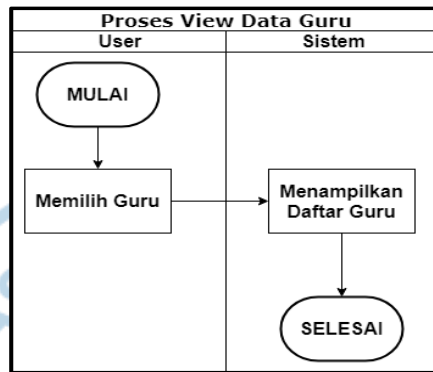 Proses View Data Guru
User
Sistem
MULAI
Memilih Guru
Menampilkan
Daftar Guru
SELESAI